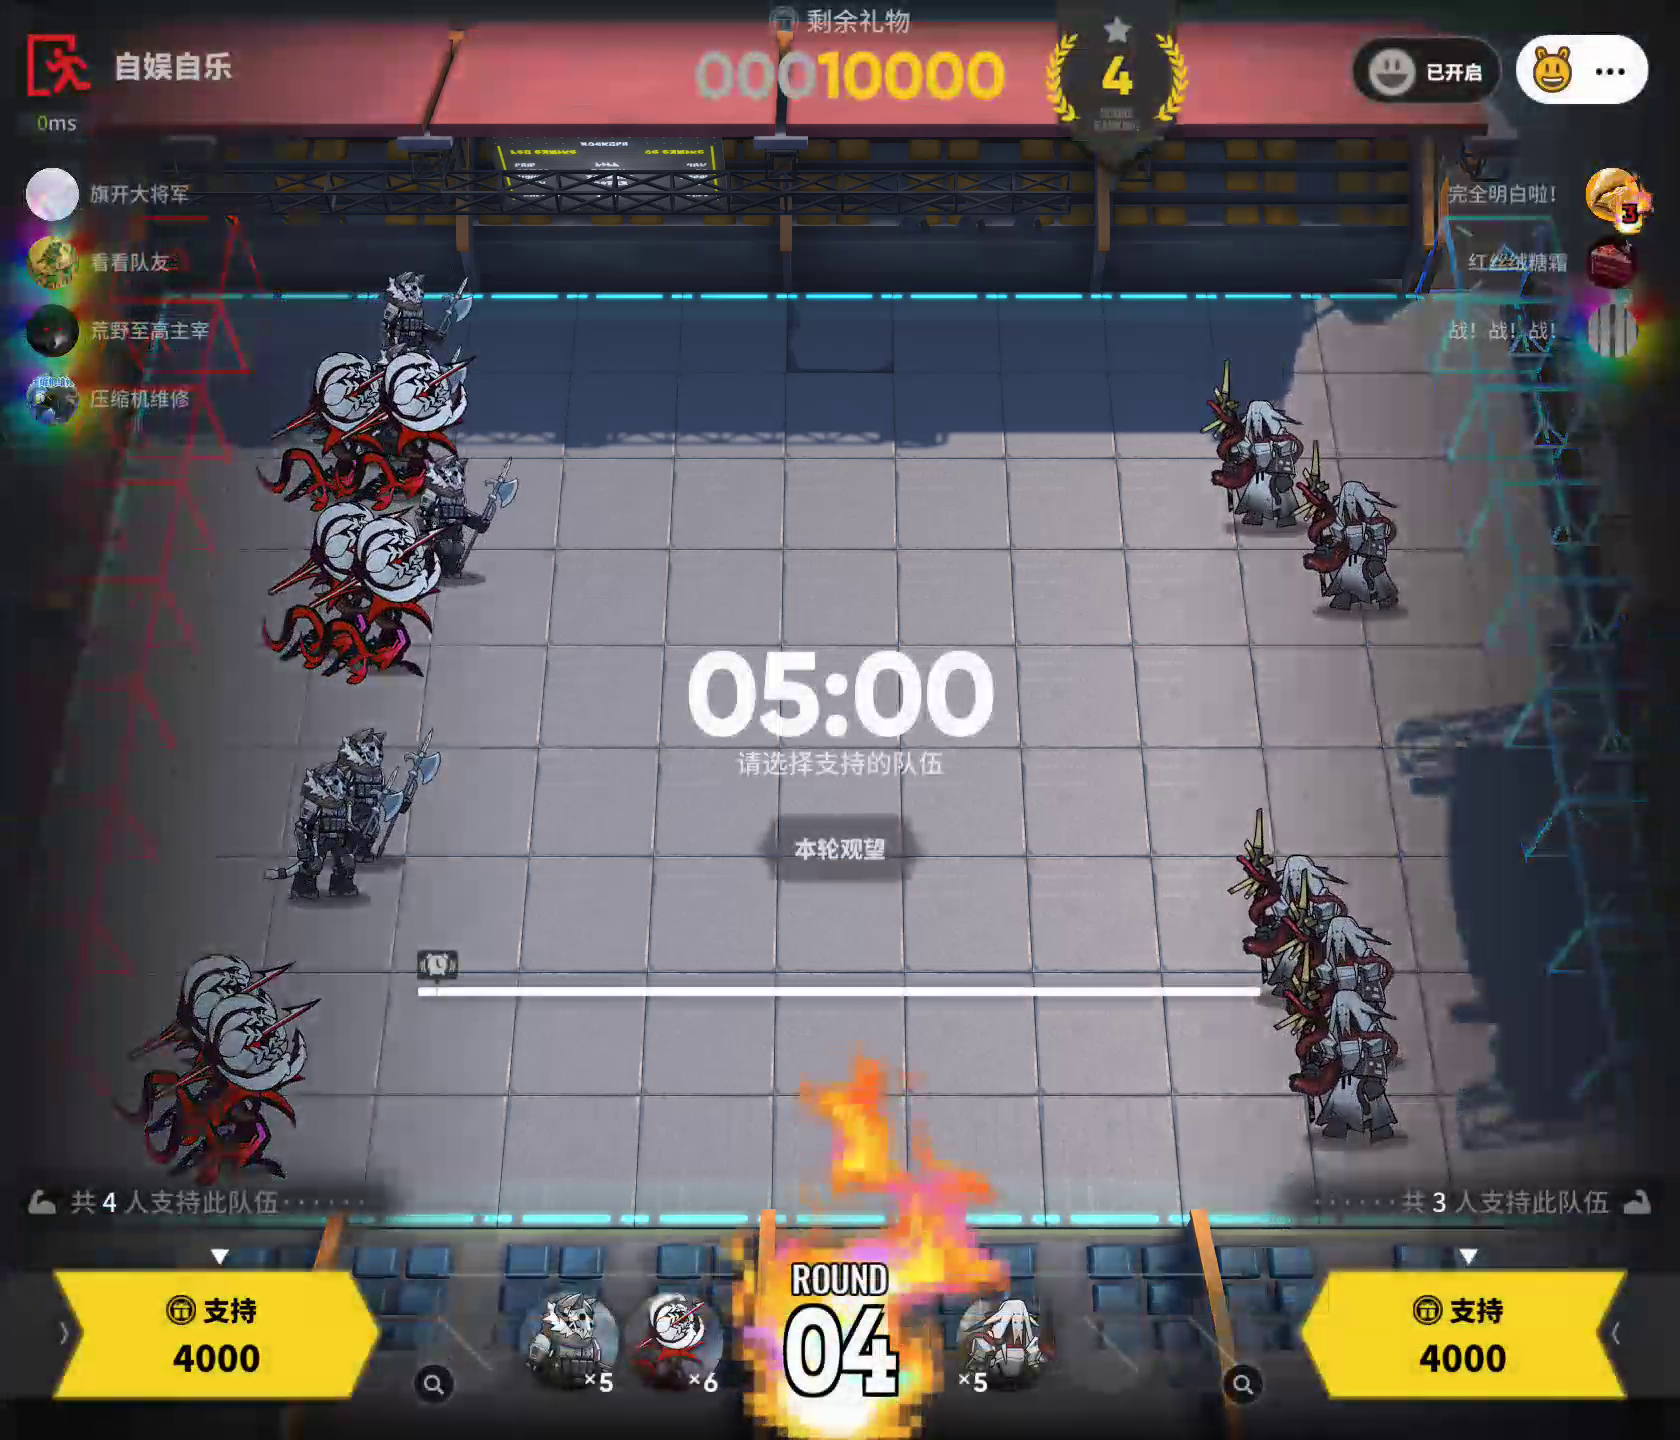 剩余礼物
自娱自乐
00010000
4
已开启
0ms
旗开大将军
看看队友
荒野至高主宰
压缩机维修
完全明白啦!
3
红丝绒糖霜
战!战!战!
05:00
请选择支持的队伍
本轮观望
共 4 人支持此队伍······
······共 3 人支持此队伍
支持
4000
×5
×6
ROUND
04
×5
支持
4000